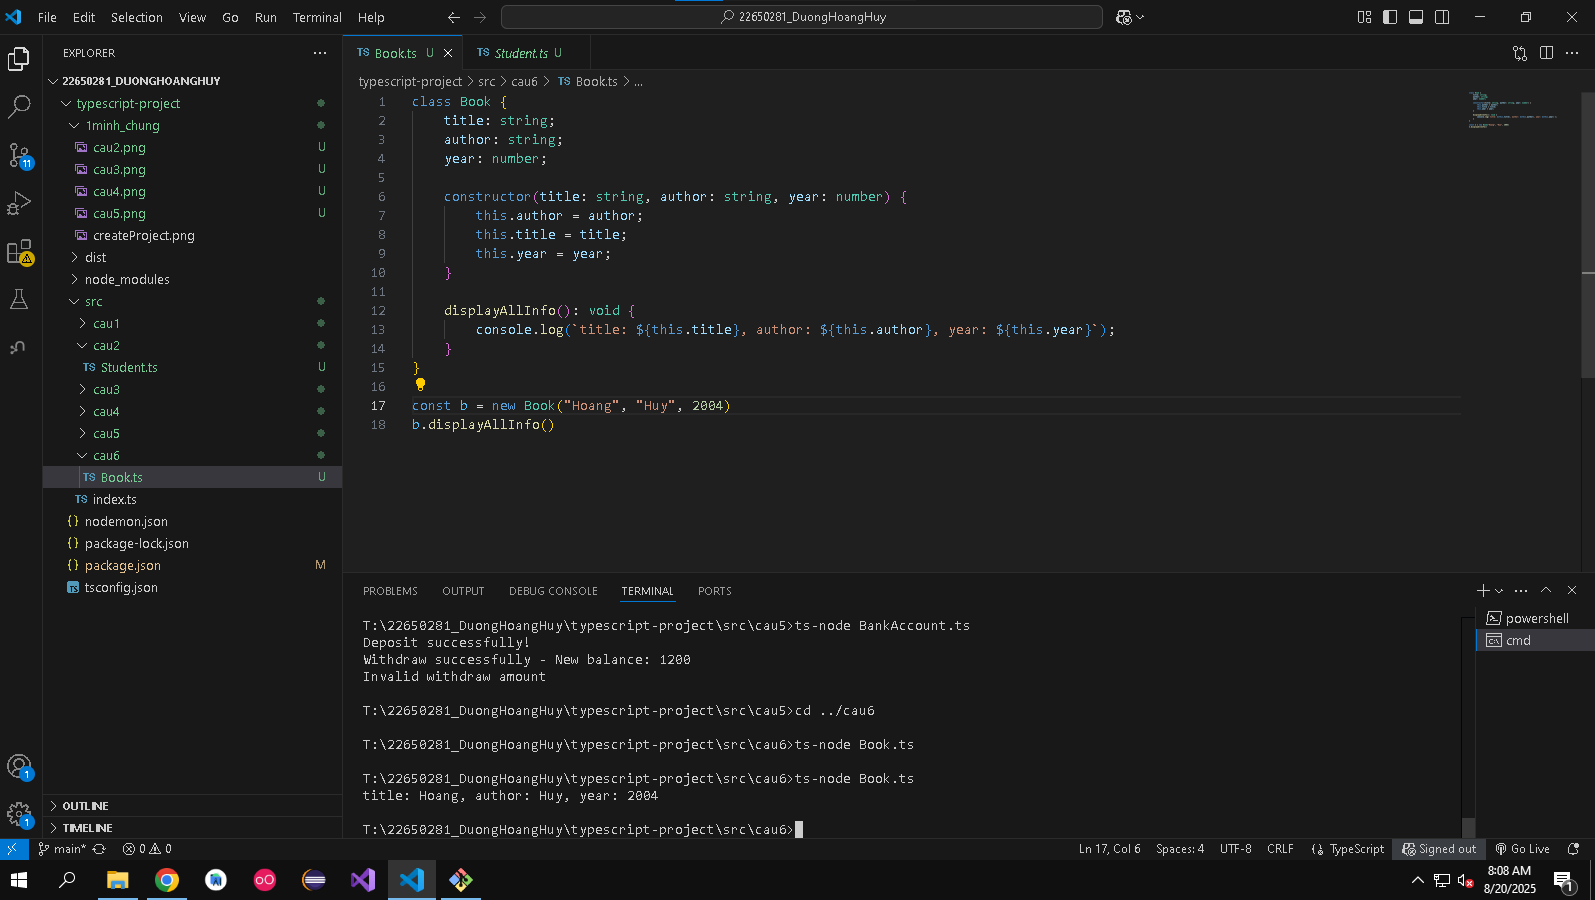 File Edit Selection View Go Run Terminal Help
22650281_DuongHoangHuy
EXPLORER
22650281_DUONGHOANGHUY
typescript-project
1minh_chung
cau2.png U
cau3.png U
cau4.png U
cau5.png U
createProject.png
dist
node_modules
src
cau1
cau2
TS Student.ts U
cau3
cau4
cau5
cau6
TS Book.ts U
TS index.ts
{} nodemon.json
{} package-lock.json
{} package.json M
TS tsconfig.json
OUTLINE
TIMELINE
11
1
1
TS Book.ts U
TS Student.ts U
typescript-project > src > cau6 > TS Book.ts > ...
1 class Book {
2 title: string;
3 author: string;
4 year: number;
5
6 constructor(title: string, author: string, year: number) {
7 this.author = author;
8 this.title = title;
9 this.year = year;
10 }
11
12 displayAllInfo(): void {
13 console.log(`title: ${this.title}, author: ${this.author}, year: ${this.year}`);
14 }
15 }
16
17 const b = new Book("Hoang", "Huy", 2004)
18 b.displayAllInfo()
PROBLEMS OUTPUT DEBUG CONSOLE TERMINAL PORTS
T:\22650281_DuongHoangHuy\typescript-project\src\cau5>ts-node BankAccount.ts
Deposit successfully!
Withdraw successfully - New balance: 1200
Invalid withdraw amount
T:\22650281_DuongHoangHuy\typescript-project\src\cau5>cd ../cau6
T:\22650281_DuongHoangHuy\typescript-project\src\cau6>ts-node Book.ts
T:\22650281_DuongHoangHuy\typescript-project\src\cau6>ts-node Book.ts
title: Hoang, author: Huy, year: 2004
T:\22650281_DuongHoangHuy\typescript-project\src\cau6>
powershell
cmd
main* 0 0
Ln 17, Col 6 Spaces: 4 UTF-8 CRLF {} TypeScript Signed out Go Live
8:08 AM
8/20/2025
1